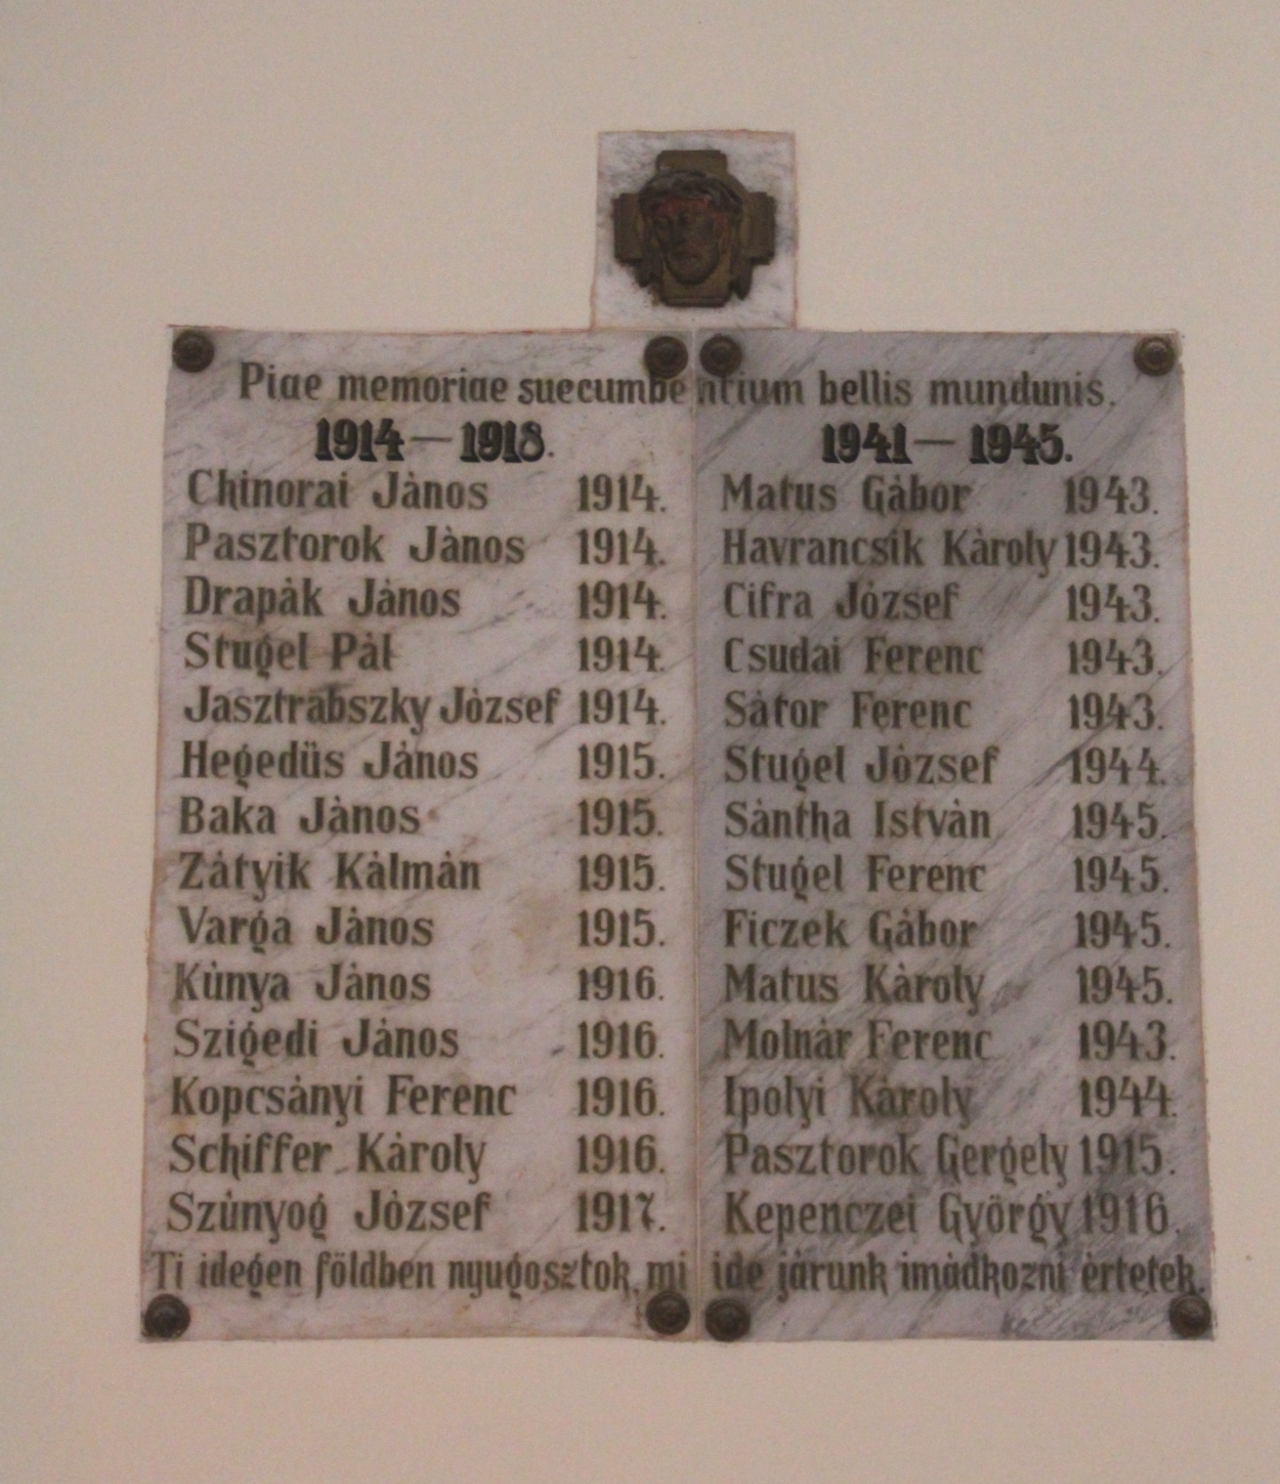 Piae memoriae suecumbentium bellis mundunis.
1914 — 1918.
Chinorai János 1914.
Pasztorok János 1914.
Drapák János 1914.
Stugel Pál 1914.
Jasztrabszky József 1914.
Hegedüs János 1915.
Baka János 1915.
Zátyik Kálmán 1915.
Varga János 1915.
Kúnya János 1916.
Szigedi János 1916.
Kopcsányi Ferenc 1916.
Schiffer Károly 1916.
Szúnyog József 1917.
1941 — 1945.
Matus Gábor 1943.
Havrancsik Károly 1943.
Cifra József 1943.
Csudai Ferenc 1943.
Sátor Ferenc 1943.
Stugel József 1944.
Sántha István 1945.
Stugel Ferenc 1945.
Ficzek Gábor 1945.
Matus Károly 1945.
Molnár Ferenc 1943.
Ipolyi Károly 1944.
Pasztorok Gergely 1915.
Kepenczei György 1916.
Ti idegen földben nyugosztok, mi ide járunk imádkozni értetek.